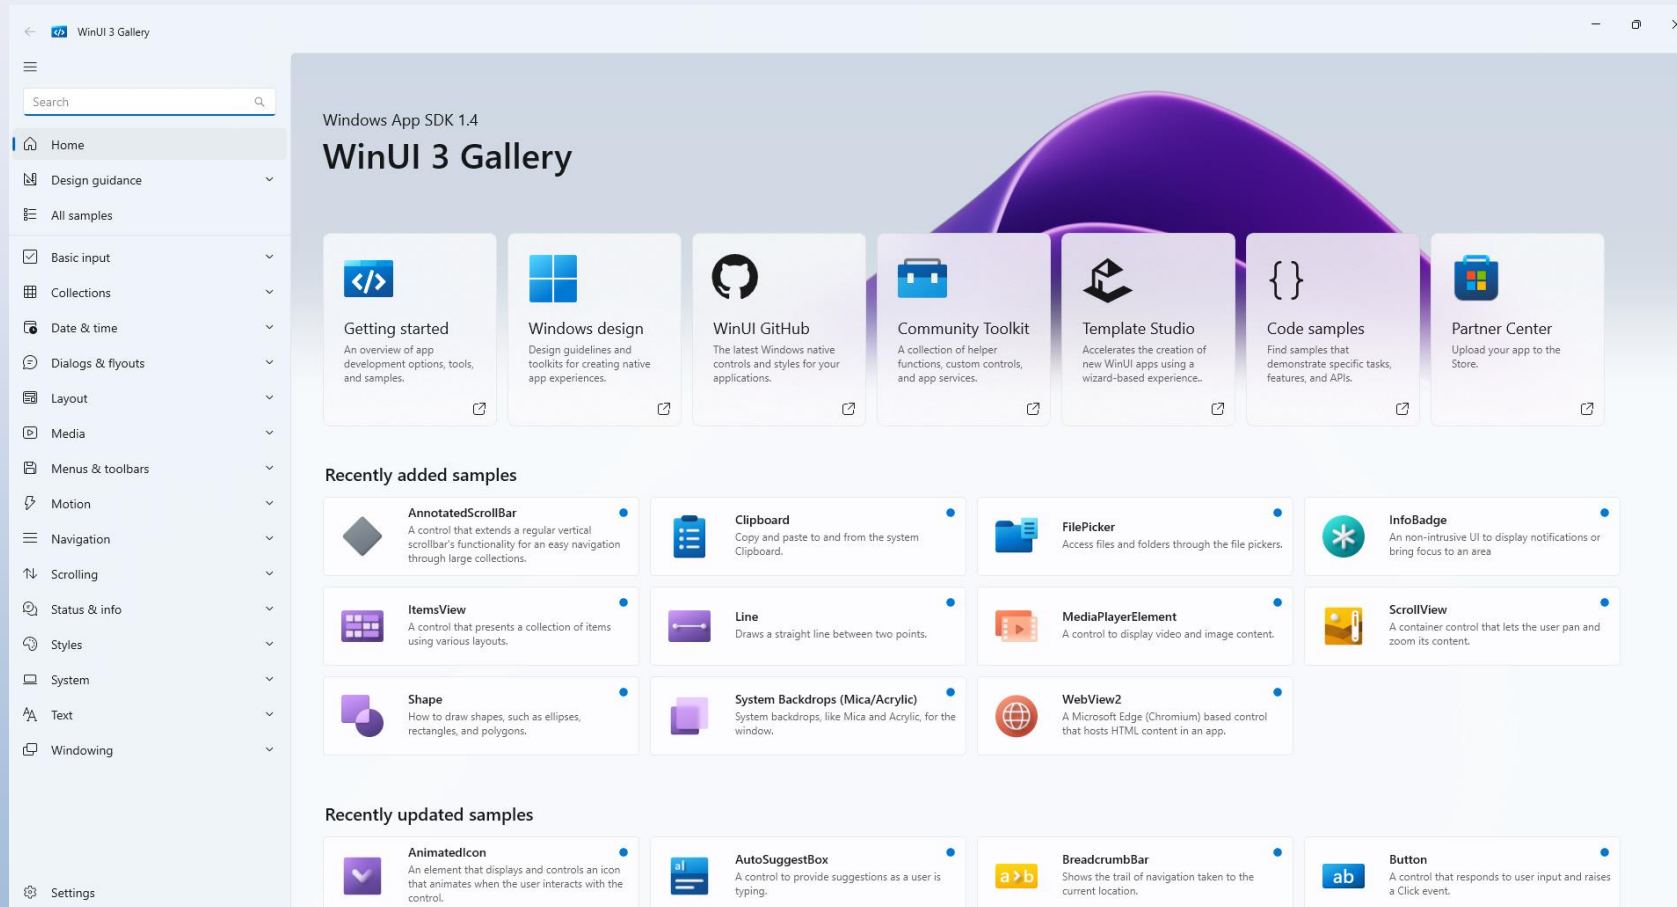 WinUI 3 Gallery
Search
Home
Design guidance
All samples
Basic input
Collections
Date & time
Dialogs & flyouts
Layout
Media
Menus & toolbars
Motion
Navigation
Scrolling
Status & info
Styles
System
Text
Windowing
Settings
Windows App SDK 1.4
WinUI 3 Gallery
Getting started
An overview of app
development options, tools,
and samples.
Windows design
Design guidelines and
toolkits for creating native
app experiences.
WinUI GitHub
The latest Windows native
controls and styles for your
applications.
Community Toolkit
A collection of helper
functions, custom controls,
and app services.
Template Studio
Accelerates the creation of
new WinUI apps using a
wizard-based experience..
{ }
Code samples
Find samples that
demonstrate specific tasks,
features, and APIs.
Partner Center
Upload your app to the
Store.
Recently added samples
AnnotatedScrollBar
A control that extends a regular vertical
scrollbar's functionality for an easy navigation
through large collections.
Clipboard
Copy and paste to and from the system
Clipboard.
FilePicker
Access files and folders through the file pickers.
InfoBadge
An non-intrusive UI to display notifications or
bring focus to an area
ItemsView
A control that presents a collection of items
using various layouts.
Line
Draws a straight line between two points.
MediaPlayerElement
A control to display video and image content.
ScrollView
A container control that lets the user pan and
zoom its content.
Shape
How to draw shapes, such as ellipses,
rectangles, and polygons.
System Backdrops (Mica/Acrylic)
System backdrops, like Mica and Acrylic, for the
window.
WebView2
A Microsoft Edge (Chromium) based control
that hosts HTML content in an app.
Recently updated samples
AnimatedIcon
An element that displays and controls an icon
that animates when the user interacts with the
control.
al
AutoSuggestBox
A control to provide suggestions as a user is
typing.
a>b
BreadcrumbBar
Shows the trail of navigation taken to the
current location.
ab
Button
A control that responds to user input and raises
a Click event.